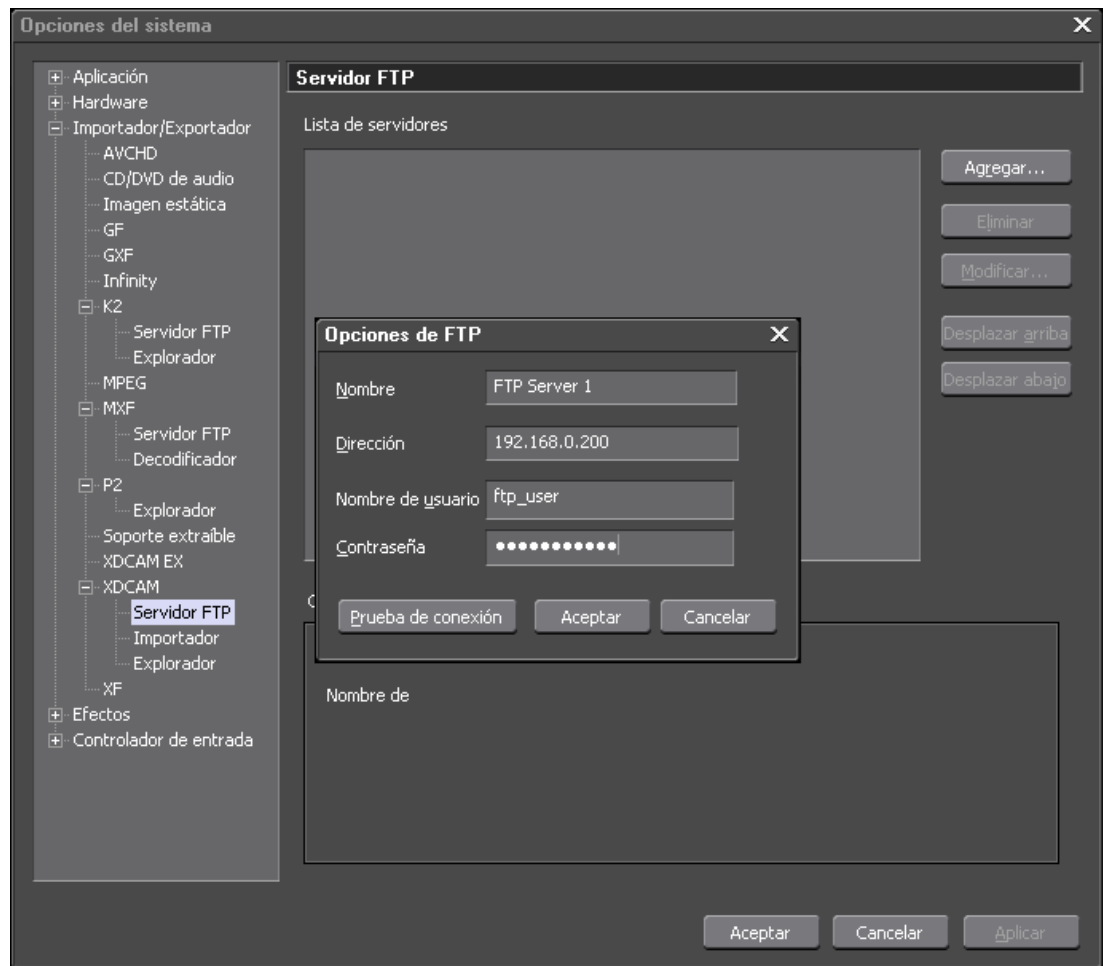 Opciones del sistema
Aplicación
Hardware
Importador/Exportador
AVCHD
CD/DVD de audio
Imagen estática
GF
GXF
Infinity
K2
Servidor FTP
Explorador
MPEG
MXF
Servidor FTP
Decodificador
P2
Explorador
Soporte extraíble
XDCAM EX
XDCAM
Servidor FTP
Importador
Explorador
XF
Efectos
Controlador de entrada
Servidor FTP
Lista de servidores
Agregar...
Eliminar
Modificar...
Desplazar arriba
Desplazar abajo
Opciones de FTP
Nombre
FTP Server 1
Dirección
192.168.0.200
Nombre de usuario
ftp_user
Contraseña
●●●●●●●●●●●
Prueba de conexión
Aceptar
Cancelar
Nombre de
Aceptar
Cancelar
Aplicar